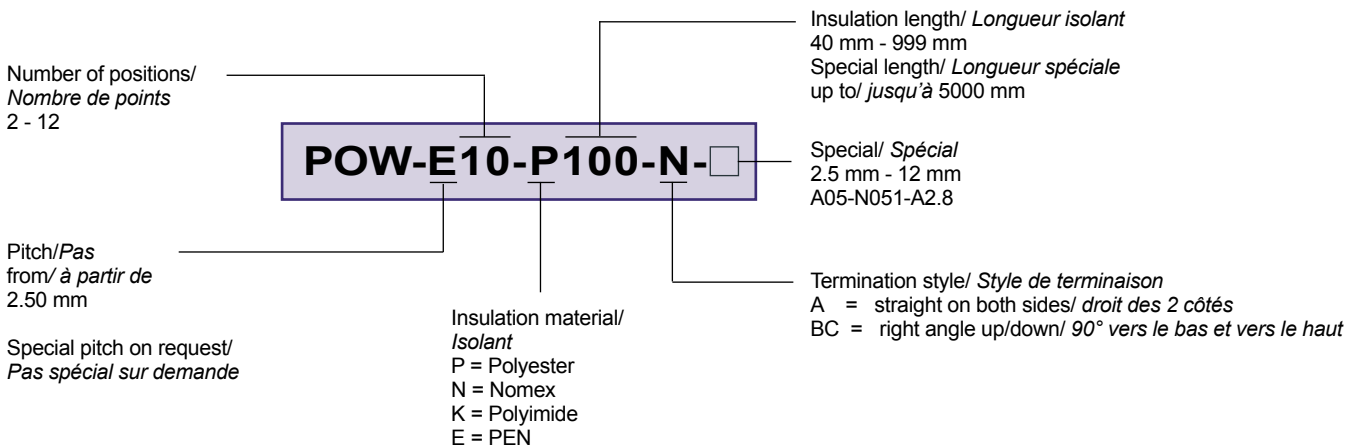 Insulation length/ Longueur isolant
40 mm - 999 mm
Special length/ Longueur spéciale
up to/ jusqu'à 5000 mm
Number of positions/
Nombre de points
2 - 12
POW-E10-P100-N-□
Special/ Spécial
2.5 mm - 12 mm
A05-N051-A2.8
Pitch/Pas
from/ à partir de
2.50 mm
Special pitch on request/
Pas spécial sur demande
Insulation material/
Isolant
P = Polyester
N = Nomex
K = Polyimide
E = PEN
Termination style/ Style de terminaison
A = straight on both sides/ droit des 2 côtés
BC = right angle up/down/ 90° vers le bas et vers le haut